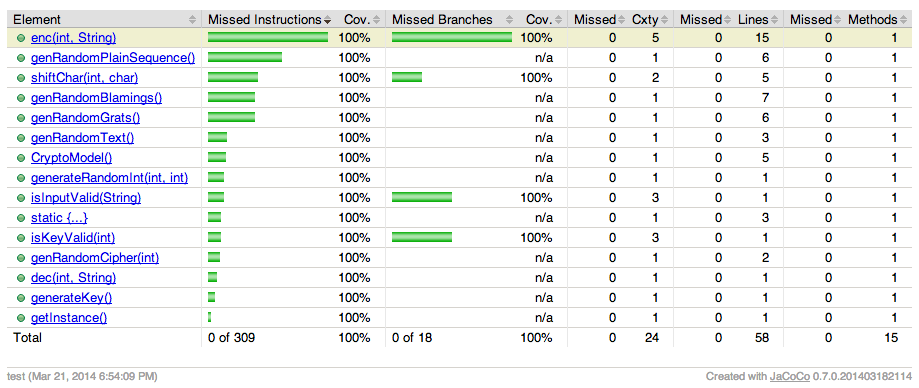 Element Missed Instructions Cov. Missed Branches Cov. Missed Cxty Missed Lines Missed Methods
enc(int, String) 100% 100% 0 5 0 15 0 1
genRandomPlainSequence() 100% n/a 0 1 0 6 0 1
shiftChar(int, char) 100% 100% 0 2 0 5 0 1
genRandomBlamings() 100% n/a 0 1 0 7 0 1
genRandomGrats() 100% n/a 0 1 0 6 0 1
genRandomText() 100% n/a 0 1 0 3 0 1
CryptoModel() 100% n/a 0 1 0 5 0 1
generateRandomInt(int, int) 100% n/a 0 1 0 1 0 1
isInputValid(String) 100% 100% 0 3 0 1 0 1
static {...} 100% n/a 0 1 0 3 0 1
isKeyValid(int) 100% 100% 0 3 0 1 0 1
genRandomCipher(int) 100% n/a 0 1 0 2 0 1
dec(int, String) 100% n/a 0 1 0 1 0 1
generateKey() 100% n/a 0 1 0 1 0 1
getInstance() 100% n/a 0 1 0 1 0 1
Total 0 of 309 100% 0 of 18 100% 0 24 0 58 0 15
test (Mar 21, 2014 6:54:09 PM) Created with JaCoCo 0.7.0.201403182114